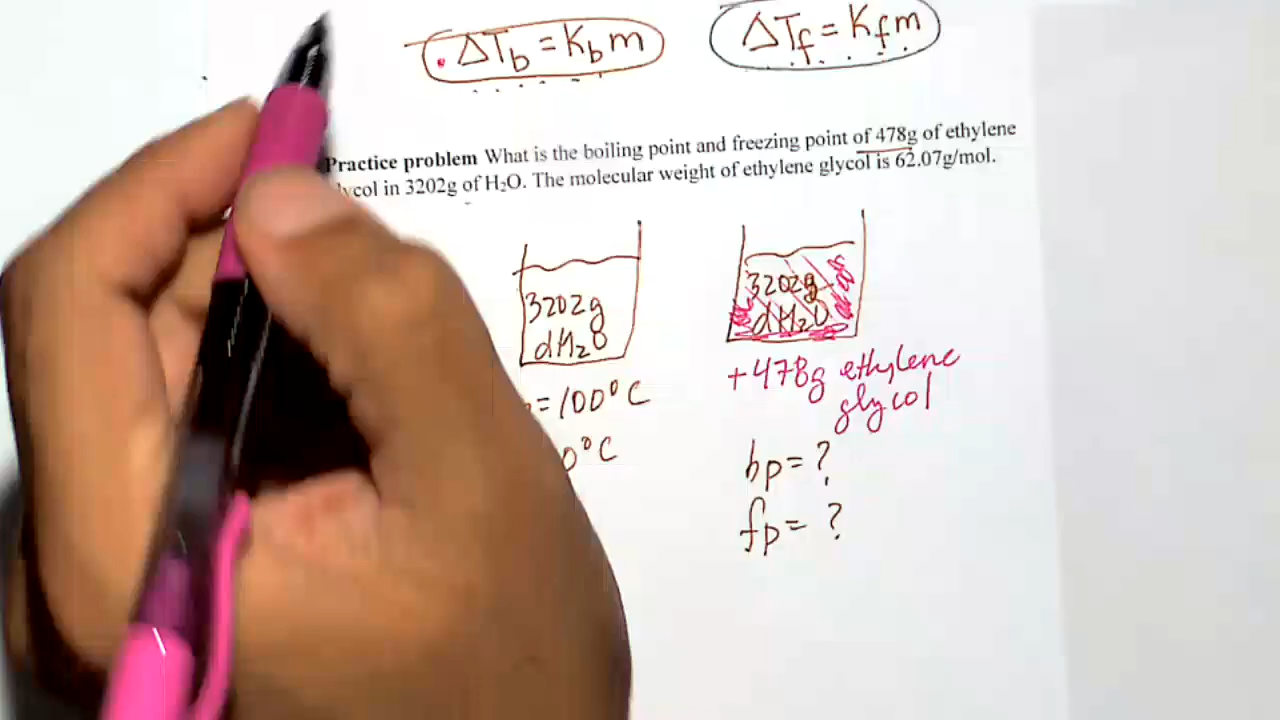 ΔTb = Kbm
ΔTf = Kfm
Practice problem What is the boiling point and freezing point of 478g of ethylene
lycol in 3202g of H₂O. The molecular weight of ethylene glycol is 62.07g/mol.
3202g
dH₂O
= 100°C
0°C
3202g
dH₂O
+478g ethylene
glycol
bp = ?
fp = ?